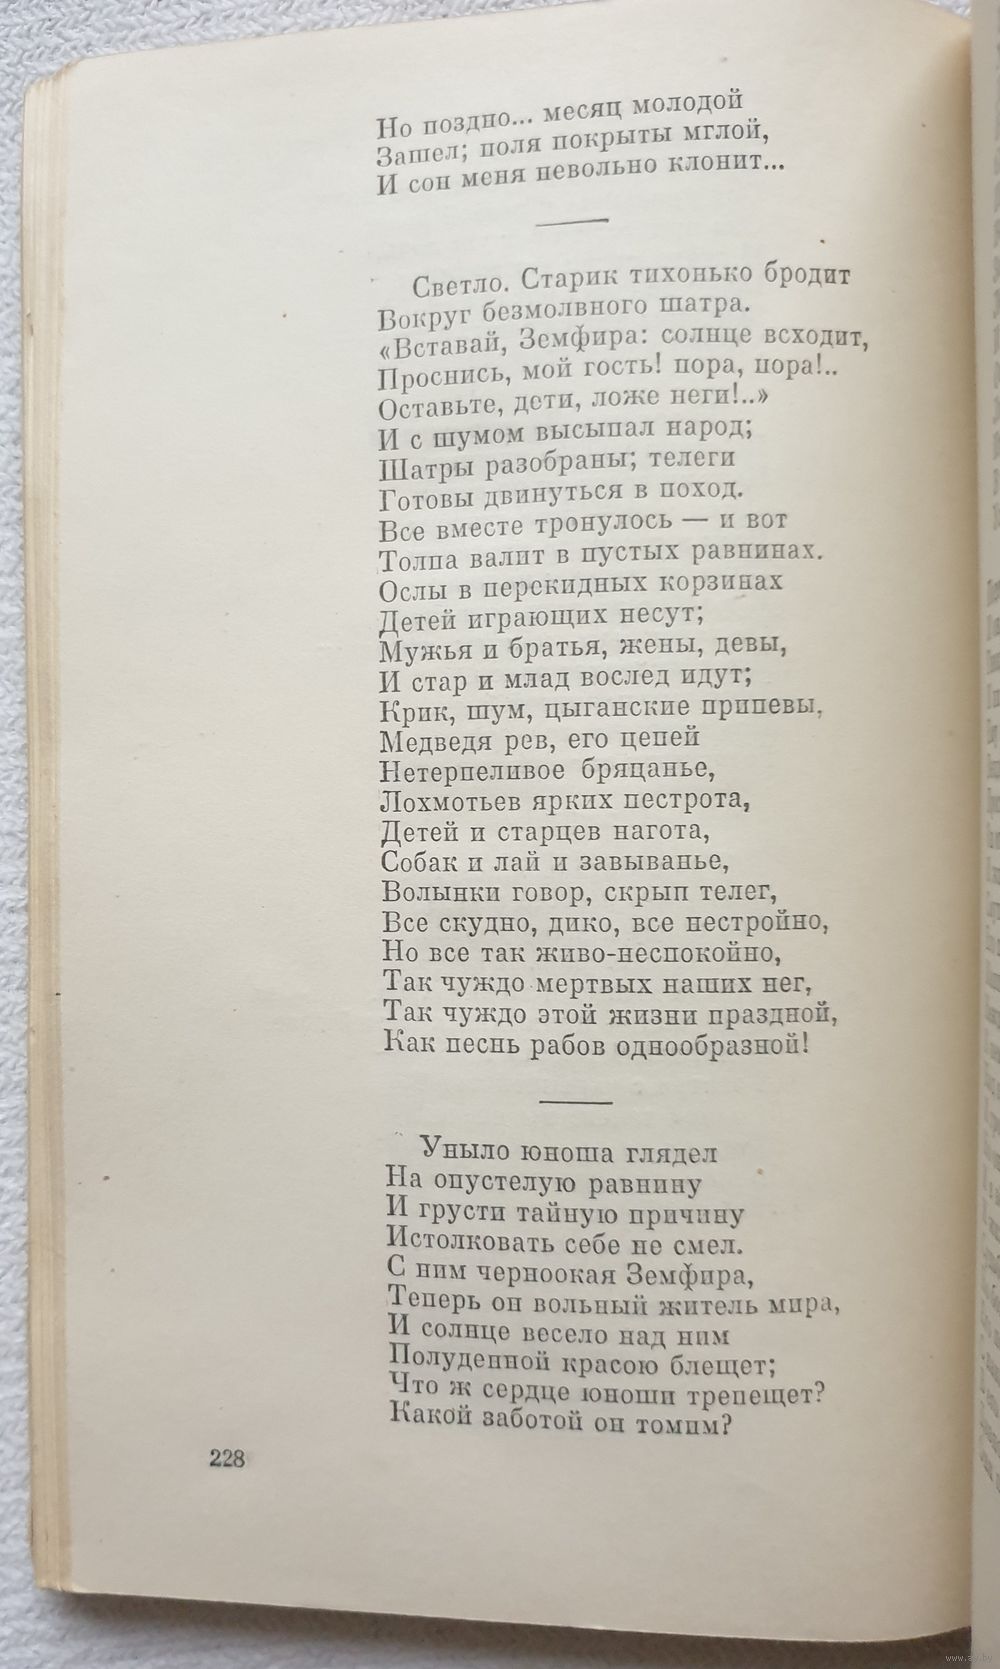 Но поздно... месяц молодой
Зашел; поля покрыты мглой,
И сон меня невольно клонит...
Светло. Старик тихонько бродит
Вокруг безмолвного шатра.
«Вставай, Земфира: солнце всходит,
Проснись, мой гость! пора, пора!..
Оставьте, дети, ложе неги!..»
И с шумом высыпал народ;
Шатры разобраны; телеги
Готовы двинуться в поход.
Все вместе тронулось — и вот
Толпа валит в пустых равнинах.
Ослы в перекидных корзинах
Детей играющих несут;
Мужья и братья, жены, девы,
И стар и млад вослед идут;
Крик, шум, цыганские припевы,
Медведя рев, его цепей
Нетерпеливое бряцанье,
Лохмотьев ярких пестрота,
Детей и старцев нагота,
Собак и лай и завыванье,
Волынки говор, скрып телег,
Все скудно, дико, все нестройно,
Но все так живо-неспокойно,
Так чуждо мертвых наших нег,
Так чуждо этой жизни праздной,
Как песнь рабов однообразной!
Уныло юноша глядел
На опустелую равнину
И грусти тайную причину
Истолковать себе не смел.
С ним черноокая Земфира,
Теперь он вольный житель мира,
И солнце весело над ним
Полуденной красою блещет;
Что ж сердце юноши трепещет?
Какой заботой он томим?
228